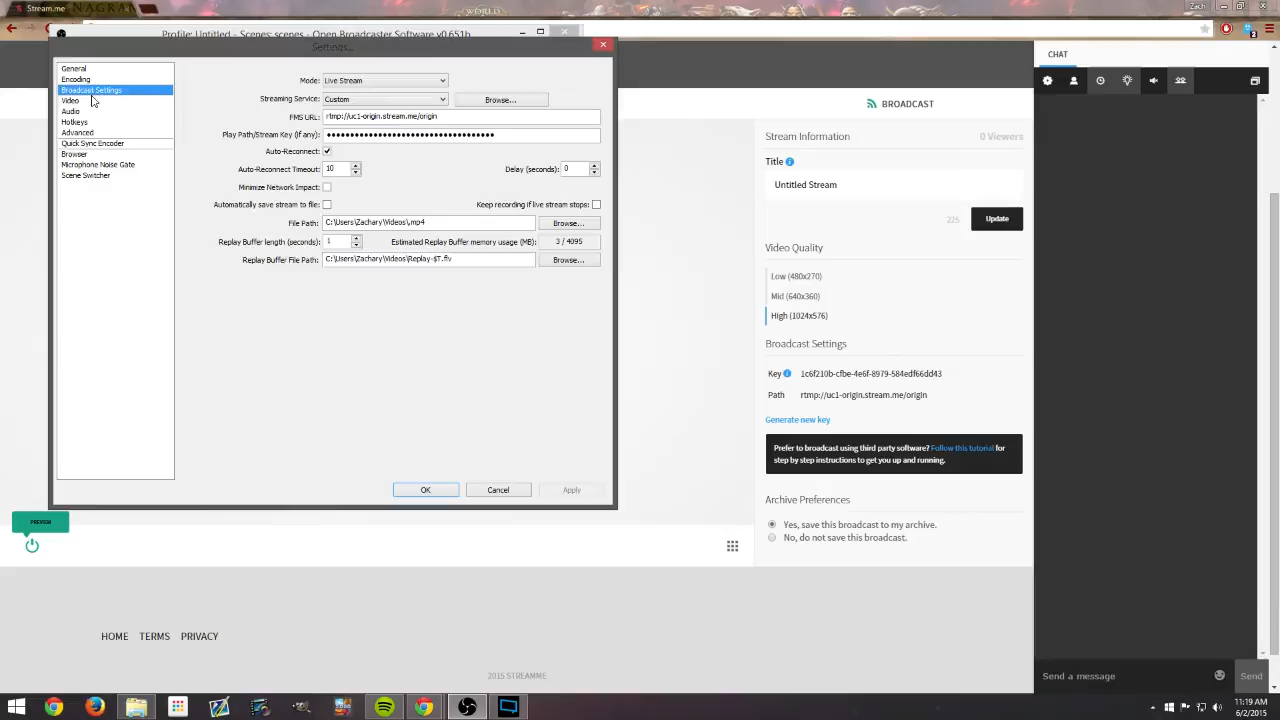 Stream.me
NAGRA
Zach
Profile: Untitled - Scenes: scenes - Open Broadcaster Software v0.651b
Settings...
General
Encoding
Broadcast Settings
Video
Audio
Hotkeys
Advanced
Quick Sync Encoder
Browser
Microphone Noise Gate
Scene Switcher
Mode: Live Stream
Streaming Service: Custom Browse...
FMS URL: rtmp://uc1-origin.stream.me/origin
Play Path/Stream Key (if any): ••••••••••••••••••••••••••••••••••••
Auto-Reconnect:
Auto-Reconnect Timeout: 10 Delay (seconds): 0
Minimize Network Impact:
Automatically save stream to file: Keep recording if live stream stops:
File Path: C:\Users\Zachary\Videos\.mp4 Browse...
Replay Buffer length (seconds): 1 Estimated Replay Buffer memory usage (MB): 3 / 4095
Replay Buffer File Path: C:\Users\Zachary\Videos\Replay-$T.flv Browse...
OK Cancel Apply
PREVIEW
BROADCAST
Stream Information 0 Viewers
Title
Untitled Stream
225 Update
Video Quality
Low (480x270)
Mid (640x360)
High (1024x576)
Broadcast Settings
Key 1c6f210b-cfbe-4e6f-8979-584edf66dd43
Path rtmp://uc1-origin.stream.me/origin
Generate new key
Prefer to broadcast using third party software? Follow this tutorial for
step by step instructions to get you up and running.
Archive Preferences
Yes, save this broadcast to my archive.
No, do not save this broadcast.
CHAT
Send a message Send
HOME TERMS PRIVACY
2015 STREAMME
11:19 AM
6/2/2015